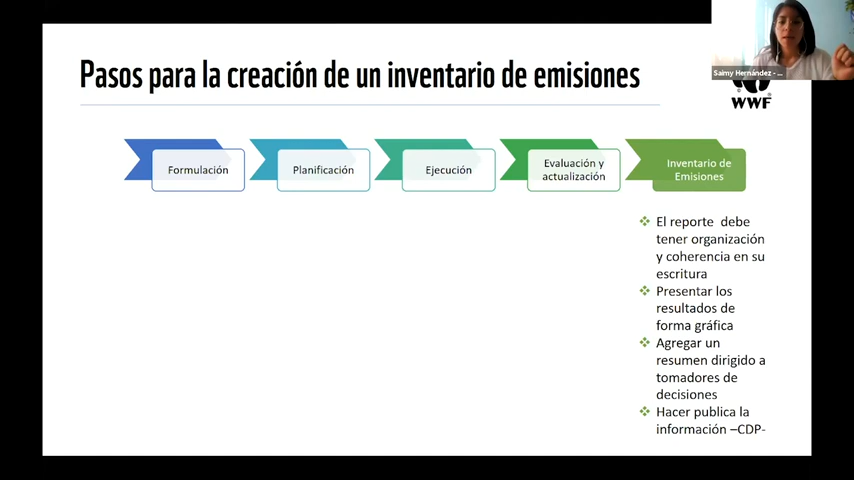 Pasos para la creación de un inventario de emisiones
Saimy Hernández - ...
WWF
Formulación
Planificación
Ejecución
Evaluación y
actualización
Inventario de
Emisiones
El reporte debe
tener organización
y coherencia en su
escritura
Presentar los
resultados de
forma gráfica
Agregar un
resumen dirigido a
tomadores de
decisiones
Hacer publica la
información –CDP-